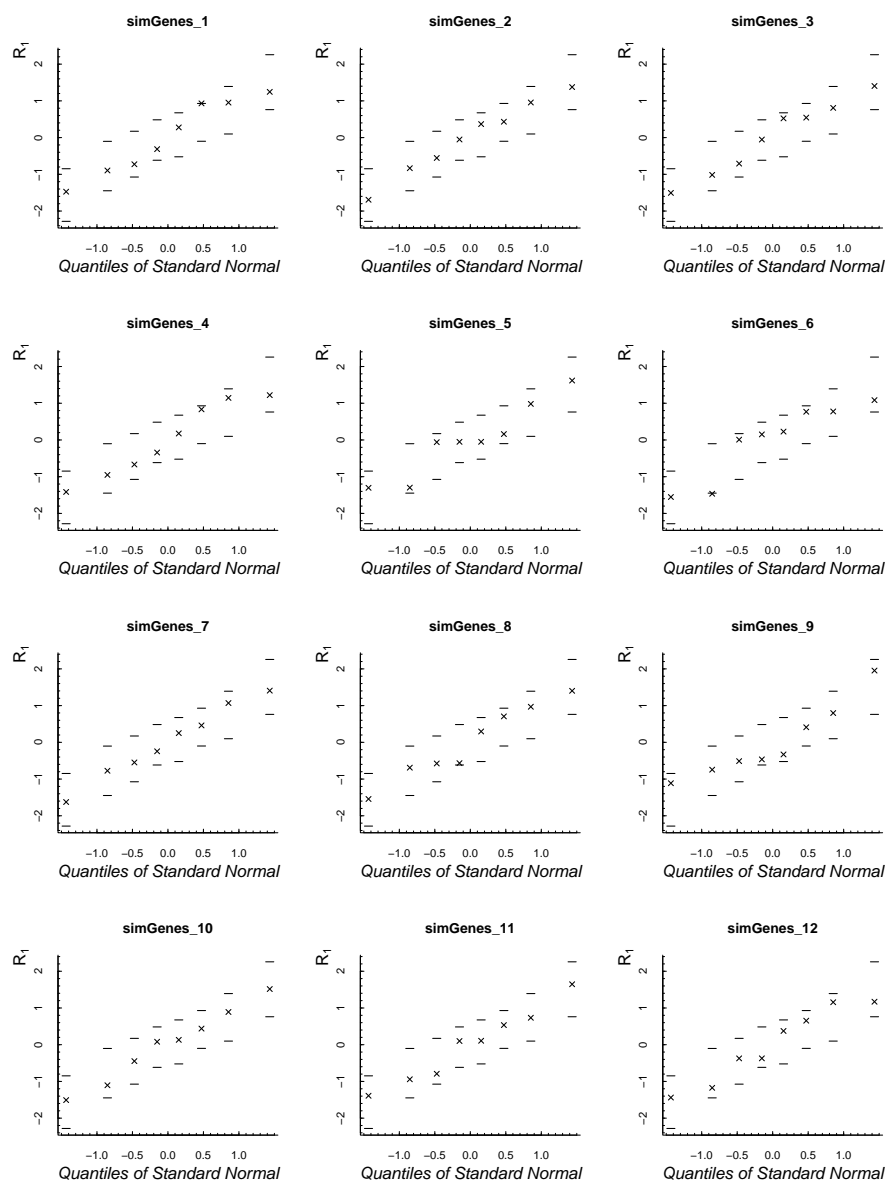 simGenes_1 simGenes_2 simGenes_3
R1 R1 R1
2 2 2
1 1 1
0 0 0
−1 −1 −1
−2 −2 −2
−1.0 −0.5 0.0 0.5 1.0 −1.0 −0.5 0.0 0.5 1.0 −1.0 −0.5 0.0 0.5 1.0
Quantiles of Standard Normal Quantiles of Standard Normal Quantiles of Standard Normal
simGenes_4 simGenes_5 simGenes_6
R1 R1 R1
2 2 2
1 1 1
0 0 0
−1 −1 −1
−2 −2 −2
−1.0 −0.5 0.0 0.5 1.0 −1.0 −0.5 0.0 0.5 1.0 −1.0 −0.5 0.0 0.5 1.0
Quantiles of Standard Normal Quantiles of Standard Normal Quantiles of Standard Normal
simGenes_7 simGenes_8 simGenes_9
R1 R1 R1
2 2 2
1 1 1
0 0 0
−1 −1 −1
−2 −2 −2
−1.0 −0.5 0.0 0.5 1.0 −1.0 −0.5 0.0 0.5 1.0 −1.0 −0.5 0.0 0.5 1.0
Quantiles of Standard Normal Quantiles of Standard Normal Quantiles of Standard Normal
simGenes_10 simGenes_11 simGenes_12
R1 R1 R1
2 2 2
1 1 1
0 0 0
−1 −1 −1
−2 −2 −2
−1.0 −0.5 0.0 0.5 1.0 −1.0 −0.5 0.0 0.5 1.0 −1.0 −0.5 0.0 0.5 1.0
Quantiles of Standard Normal Quantiles of Standard Normal Quantiles of Standard Normal